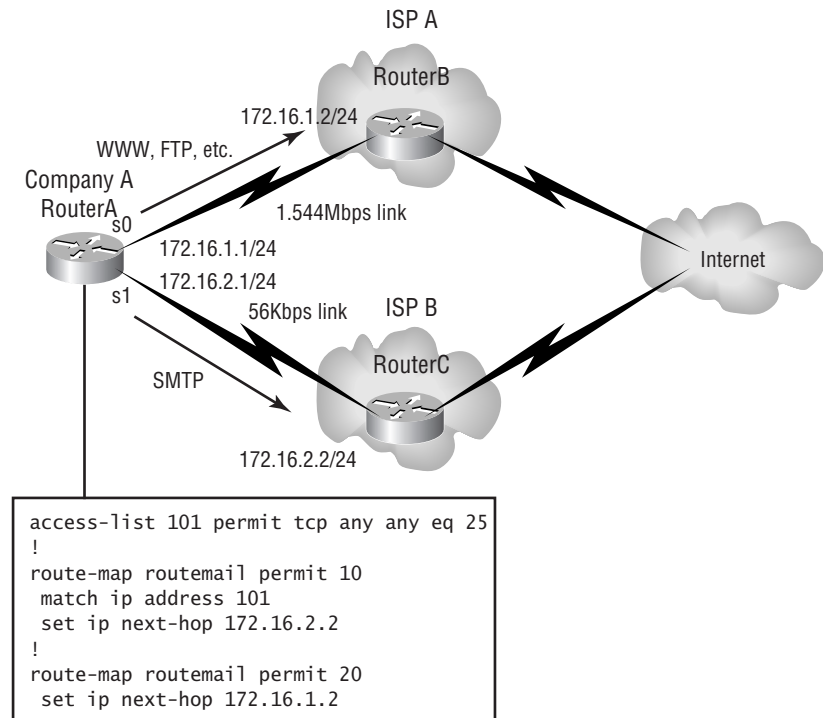 ISP A
RouterB
172.16.1.2/24
WWW, FTP, etc.
Company A
RouterA
s0
1.544Mbps link
172.16.1.1/24
172.16.2.1/24
Internet
s1
56Kbps link
ISP B
RouterC
SMTP
172.16.2.2/24
access-list 101 permit tcp any any eq 25
!
route-map routemail permit 10
 match ip address 101
 set ip next-hop 172.16.2.2
!
route-map routemail permit 20
 set ip next-hop 172.16.1.2